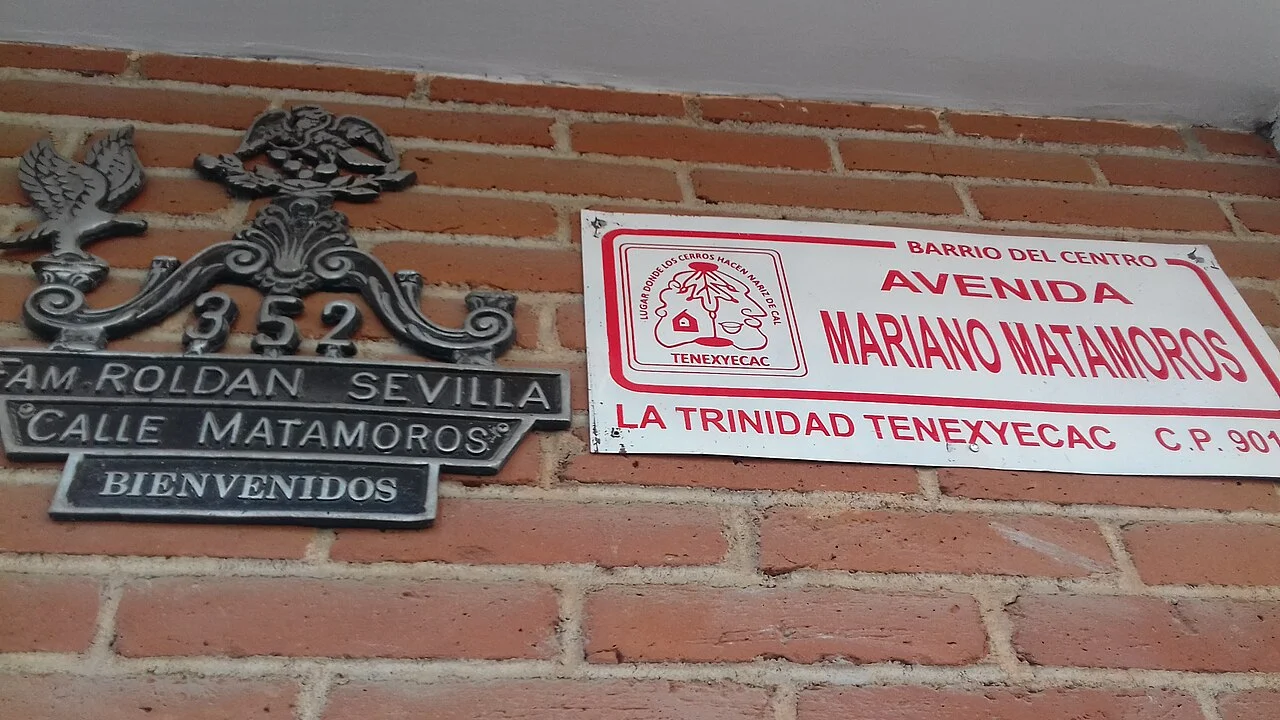 352
FAM ROLDAN SEVILLA
CALLE MATAMOROS
BIENVENIDOS
BARRIO DEL CENTRO
AVENIDA
MARIANO MATAMOROS
LUGAR DONDE LOS CERROS HACEN NARIZ DE CAL
TENEXYECAC
LA TRINIDAD TENEXYECAC C.P. 901